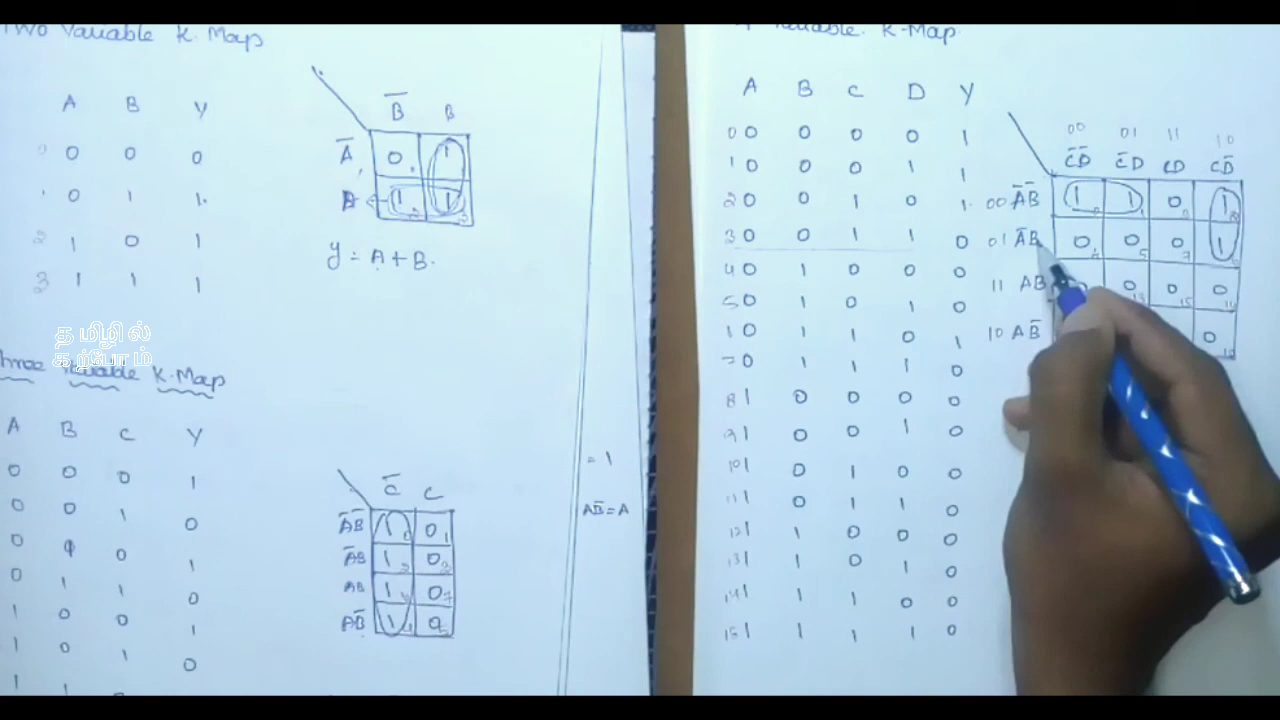 Two Variable K-Map
A B Y
0 0 0 0
1 0 1 1
2 1 0 1
3 1 1 1
B̅ B
A̅ 0 1
1 1
y = A + B.
தமிழில்
கற்போம்
Three Variable K-Map
A B C Y
0 0 0 1
0 0 1 0
0 1 0 1
0 1 1 0
1 0 0 1
1 0 1 0
1 1
C̅ C
A̅B̅ 1 0
A̅B 1 0
AB 1 0
AB̅ 1 0
= 1
AB̅ = A
Variable K-Map
A B C D Y
0 0 0 0 0 1
1 0 0 0 1 1
2 0 0 1 0 1
3 0 0 1 1 0
4 0 1 0 0 0
5 0 1 0 1 0
0 1 1 0 1
7 0 1 1 1 0
8 1 0 0 0 0
9 1 0 0 1 0
10 1 0 1 0 0
11 1 0 1 1 0
12 1 1 0 0 0
13 1 1 0 1 0
14 1 1 1 0 0
15 1 1 1 1 0
00 01 11 10
C̅D̅ C̅D CD CD̅
00 A̅B̅ 1 1 0 1
01 A̅B 0 0 0 1
11 AB 0 0 0
10 AB̅ 0